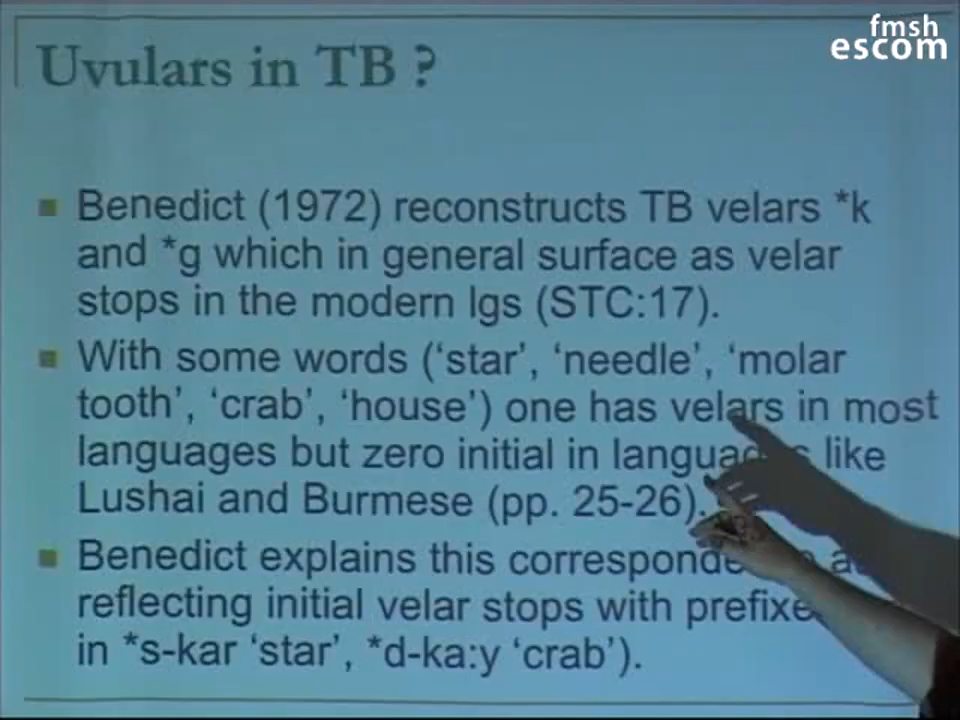 fmsh
escom
Uvulars in TB ?
Benedict (1972) reconstructs TB velars *k
and *g which in general surface as velar
stops in the modern lgs (STC:17).
With some words (‘star’, ‘needle’, ‘molar
tooth’, ‘crab’, ‘house’) one has velars in most
languages but zero initial in languages like
Lushai and Burmese (pp. 25-26).
Benedict explains this
reflecting initial velar stops with
in *s-kar ‘star’, *d-ka:y ‘crab’).